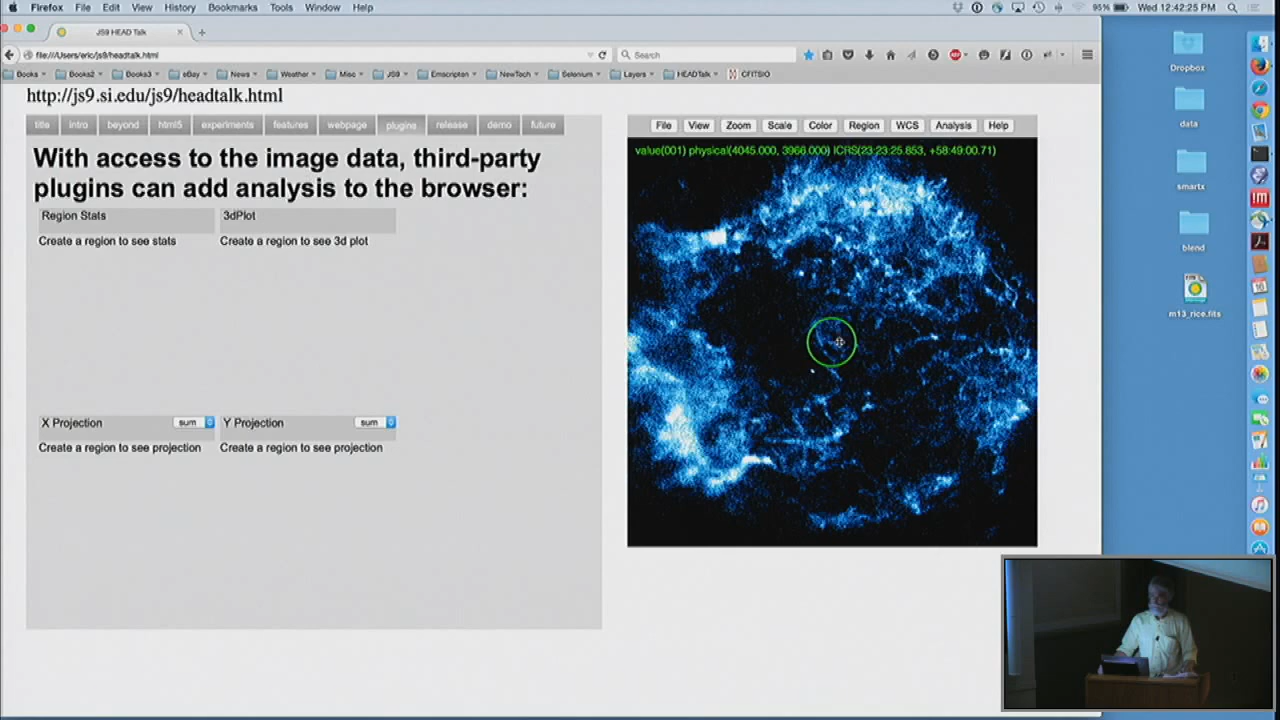 Firefox File Edit View History Bookmarks Tools Window Help 95% Wed 12:42:25 PM
JS9 HEAD Talk
file:///Users/eric/js9/headtalk.html Search
Books Books2 Books3 eBay News Weather Misc JS9 Emscripten NewTech Selenium Layers HEADTalk CFITSIO
http://js9.si.edu/js9/headtalk.html
title intro beyond html5 experiments features webpage plugins release demo future
With access to the image data, third-party
plugins can add analysis to the browser:
Region Stats 3dPlot
Create a region to see stats Create a region to see 3d plot
X Projection sum Y Projection sum
Create a region to see projection Create a region to see projection
File View Zoom Scale Color Region WCS Analysis Help
value(001) physical(4045.000, 3966.000) ICRS(23:23:25.853, +58:49:00.71)
Dropbox
data
smartx
blend
m13_rice.fits